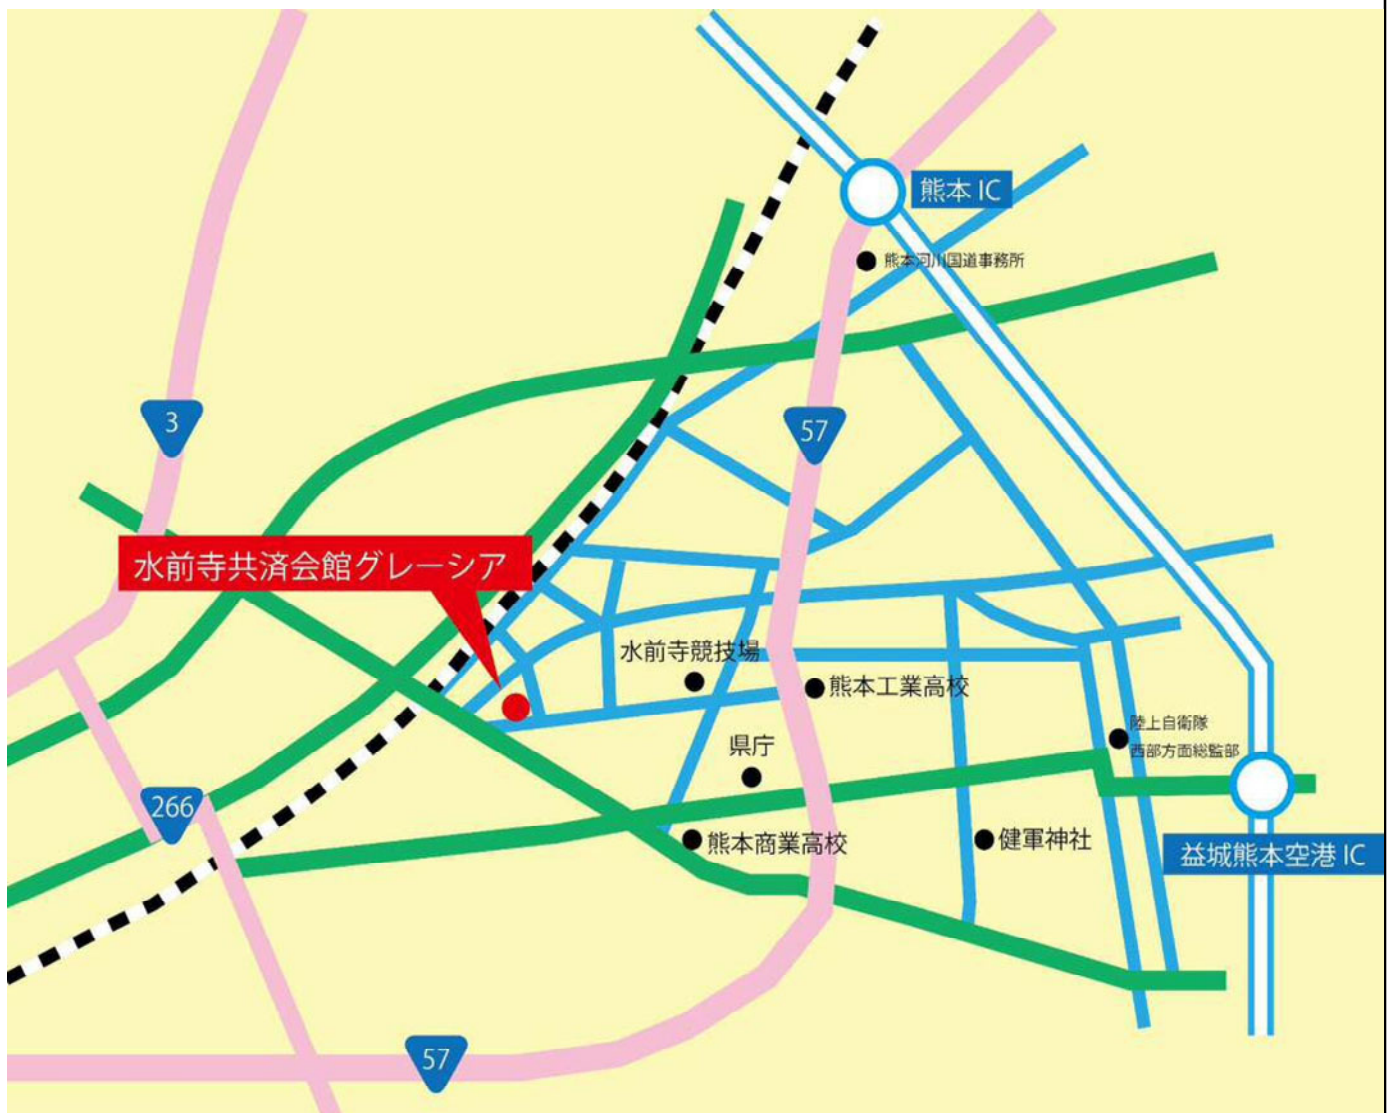 熊本 IC
熊本河川国道事務所
3
57
水前寺共済会館グレーシア
水前寺競技場
熊本工業高校
陸上自衛隊
西部方面総監部
県庁
266
熊本商業高校
健軍神社
益城熊本空港 IC
57